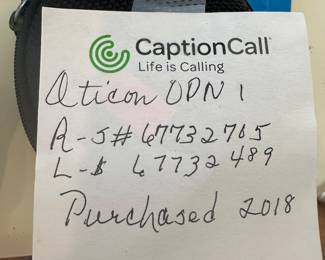 CaptionCall
Life is Calling
Oticon OPN 1
R-S# 67732705
L-$ 67732489
Purchased 2018